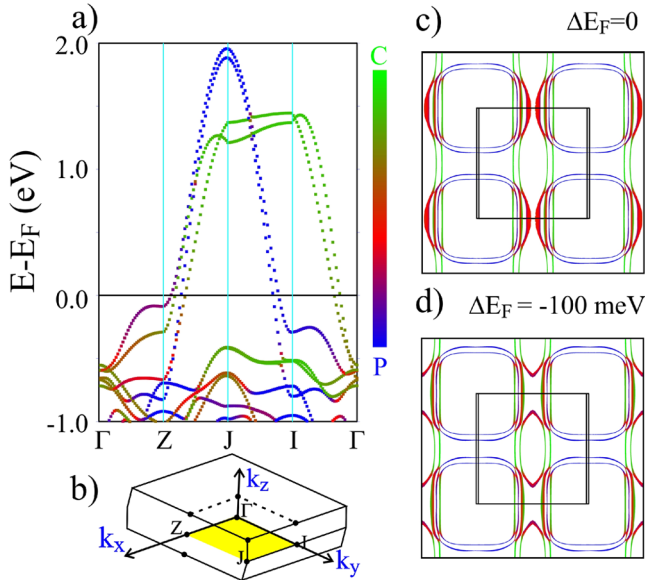 a)
2.0
1.0
0.0
-1.0
E-E_F (eV)
Γ Z J I Γ
C
P
b)
k_z
Γ
Z
k_x
J
J
k_y
c) ΔE_F=0
d) ΔE_F = -100 meV